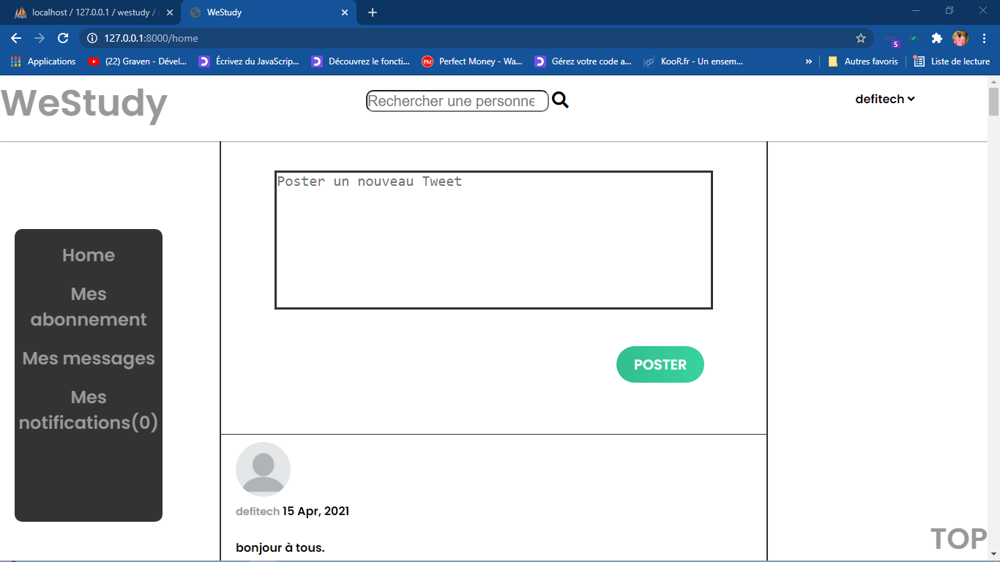 localhost / 127.0.0.1 / westudy /
WeStudy
127.0.0.1:8000/home
5
Applications
(22) Graven - Dével...
Écrivez du JavaScrip...
Découvrez le foncti...
PM
Perfect Money - Wa...
Gérez votre code a...
KooR.fr - Un ensem...
»
Autres favoris
Liste de lecture
WeStudy
Rechercher une personne
defitech
Poster un nouveau Tweet
Home
Mes
abonnement
Mes messages
Mes
notifications(0)
POSTER
defitech 15 Apr, 2021
bonjour à tous.
TOP